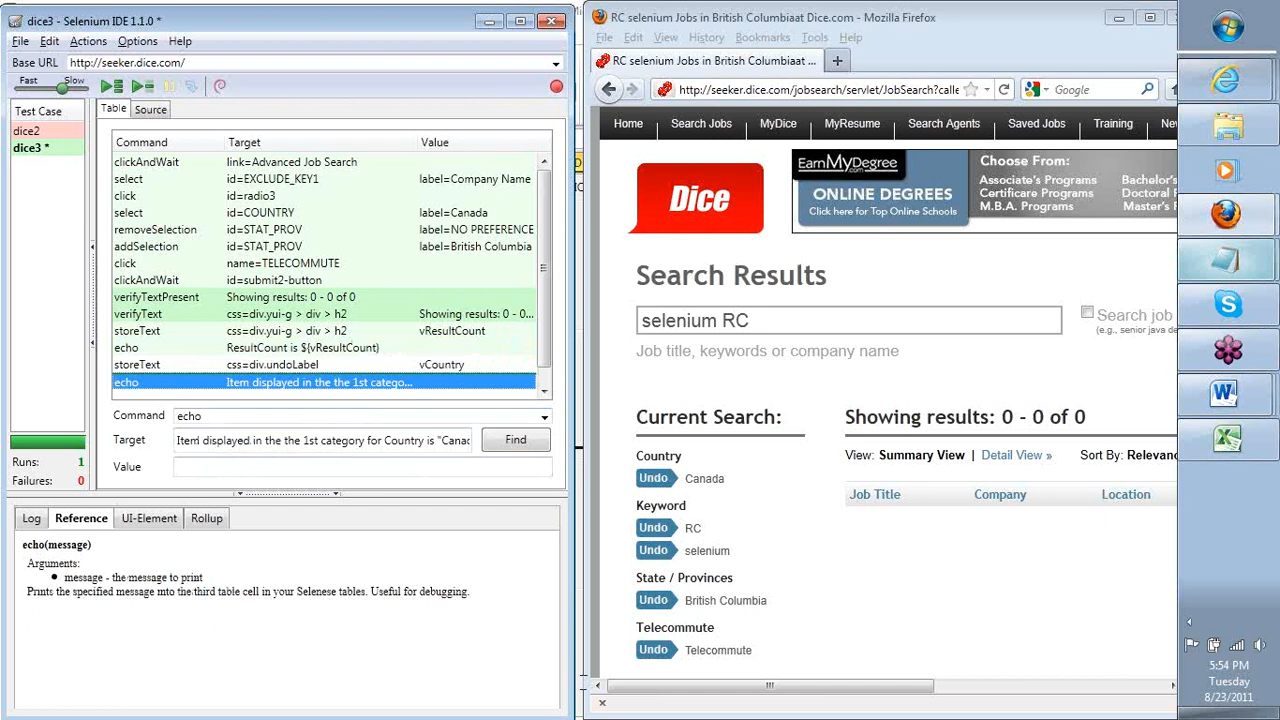 dice3 - Selenium IDE 1.1.0 *
File Edit Actions Options Help
Base URL http://seeker.dice.com/
Fast Slow
Test Case
dice2
dice3 *
Table Source
Command Target Value
clickAndWait link=Advanced Job Search
select id=EXCLUDE_KEY1 label=Company Name
click id=radio3
select id=COUNTRY label=Canada
removeSelection id=STAT_PROV label=NO PREFERENCE
addSelection id=STAT_PROV label=British Columbia
click name=TELECOMMUTE
clickAndWait id=submit2-button
verifyTextPresent Showing results: 0 - 0 of 0
verifyText css=div.yui-g > div > h2 Showing results: 0 - 0...
storeText css=div.yui-g > div > h2 vResultCount
echo ResultCount is ${vResultCount}
storeText css=div.undoLabel vCountry
echo Item displayed in the the 1st catego...
Command echo
Target Item displayed in the the 1st category for Country is "Canac Find
Value
Runs: 1
Failures: 0
Log Reference UI-Element Rollup
echo(message)
Arguments:
message - the message to print
Prints the specified message into the third table cell in your Selenese tables. Useful for debugging.
RC selenium Jobs in British Columbiaat Dice.com - Mozilla Firefox
File Edit View History Bookmarks Tools Help
RC selenium Jobs in British Columbiaat ...
http://seeker.dice.com/jobsearch/servlet/JobSearch?calle Google
Home Search Jobs MyDice MyResume Search Agents Saved Jobs Training Nev
Dice
EarnMyDegree
ONLINE DEGREES
Click here for Top Online Schools
Choose From:
Associate's Programs Bachelor's
Certificate Programs Doctoral
M.B.A. Programs Master's F
Search Results
selenium RC
Job title, keywords or company name
Search job
(e.g., senior java de
Current Search:
Country
Undo Canada
Keyword
Undo RC
Undo selenium
State / Provinces
Undo British Columbia
Telecommute
Undo Telecommute
Showing results: 0 - 0 of 0
View: Summary View | Detail View » Sort By: Relevanc
Job Title Company Location
5:54 PM
Tuesday
8/23/2011